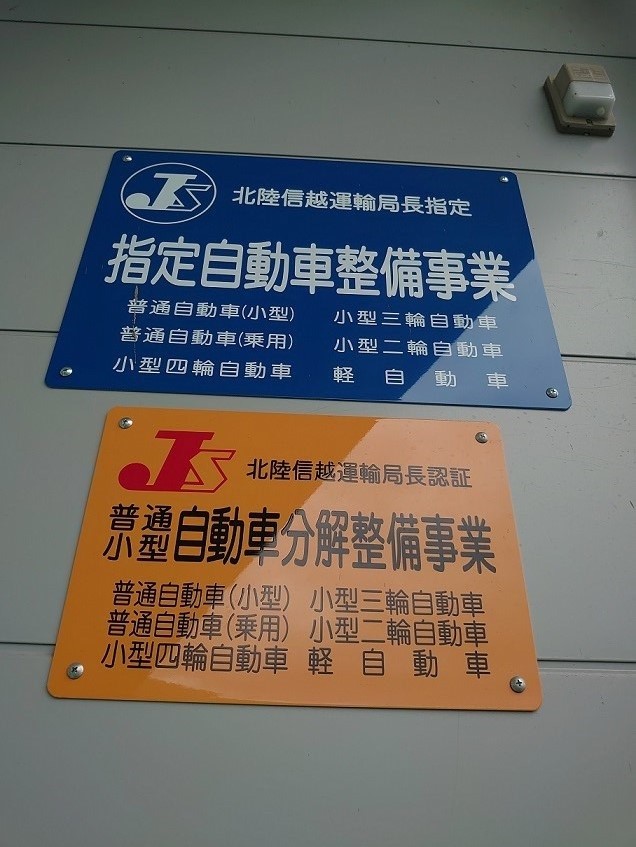 JS 北陸信越運輸局長指定
指定自動車整備事業
普通自動車(小型) 小型三輪自動車
普通自動車(乗用) 小型二輪自動車
小型四輪自動車 軽自動車
JS 北陸信越運輸局長認証
普通
小型 自動車分解整備事業
普通自動車(小型) 小型三輪自動車
普通自動車(乗用) 小型二輪自動車
小型四輪自動車 軽自動車